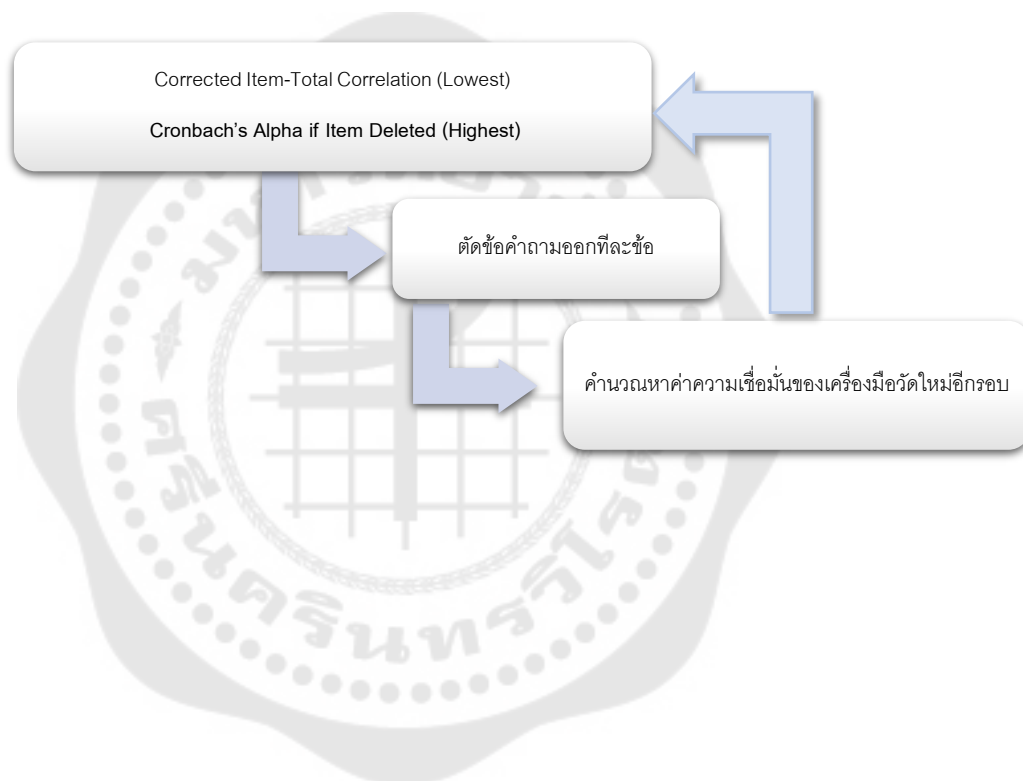 Corrected Item-Total Correlation (Lowest)
Cronbach's Alpha if Item Deleted (Highest)
ตัดข้อคำถามออกทีละข้อ
คำนวณหาค่าความเชื่อมั่นของเครื่องมือวัดใหม่อีกรอบ